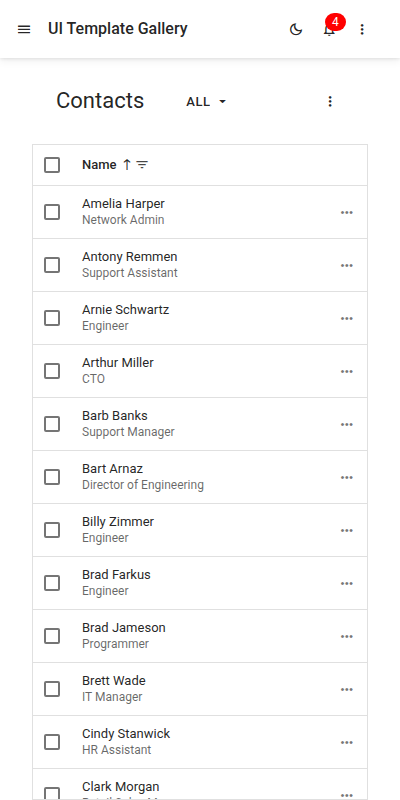 UI Template Gallery
4
Contacts
ALL
Name
Amelia Harper
Network Admin
Antony Remmen
Support Assistant
Arnie Schwartz
Engineer
Arthur Miller
CTO
Barb Banks
Support Manager
Bart Arnaz
Director of Engineering
Billy Zimmer
Engineer
Brad Farkus
Engineer
Brad Jameson
Programmer
Brett Wade
IT Manager
Cindy Stanwick
HR Assistant
Clark Morgan